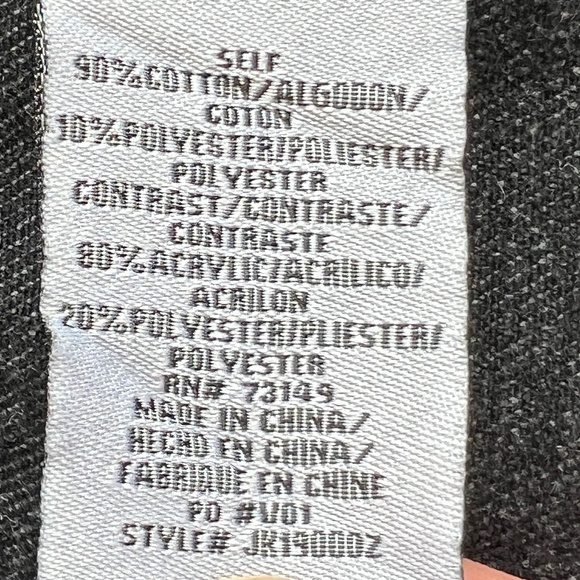 SELF
90%COTTON/ALGODON/
COTON
10%POLYESTER/POLIESTER/
POLYESTER
CONTRAST/CONTRASTE/
CONTRASTE
80%ACRYLIC/ACRILICO/
ACRILON
20%POLYESTER/PLIESTER/
POLYESTER
RN# 73149
MADE IN CHINA/
HECHO EN CHINA/
FABRIQUE EN CHINE
PO #V01
STYLE# JR19000Z